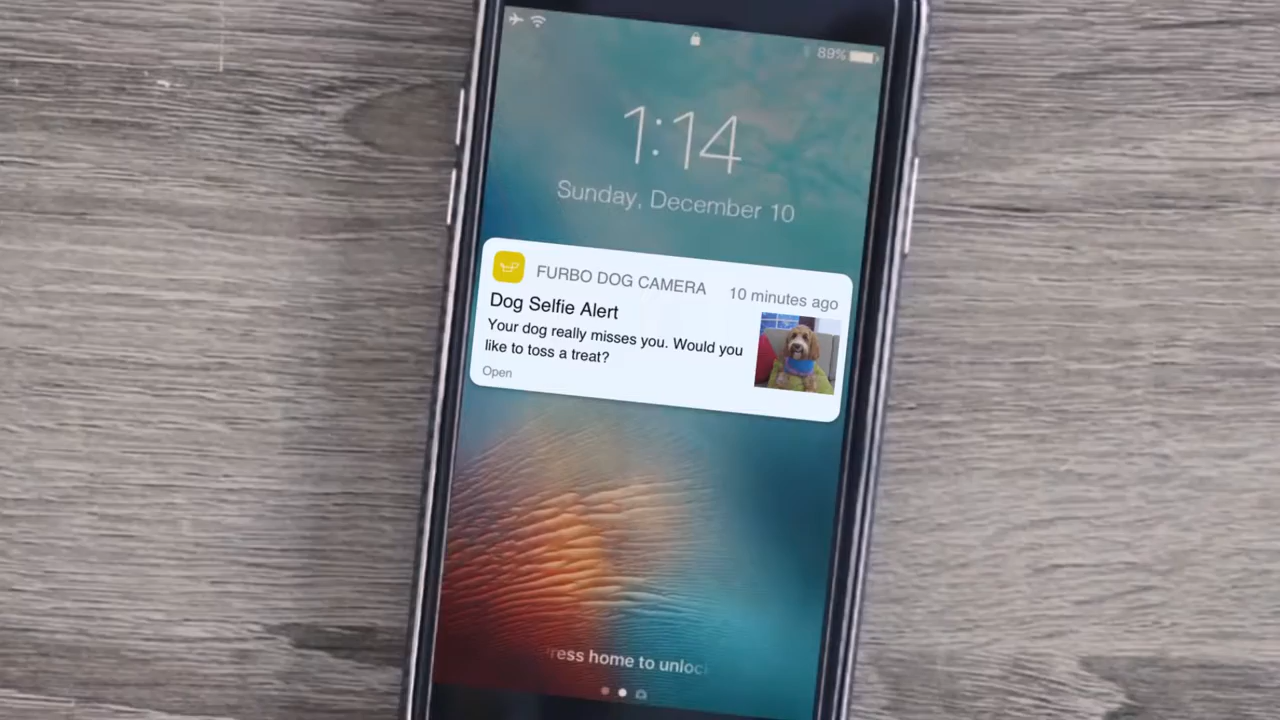 89%
1:14
Sunday, December 10
FURBO DOG CAMERA 10 minutes ago
Dog Selfie Alert
Your dog really misses you. Would you
like to toss a treat?
Open
ress home to unloc